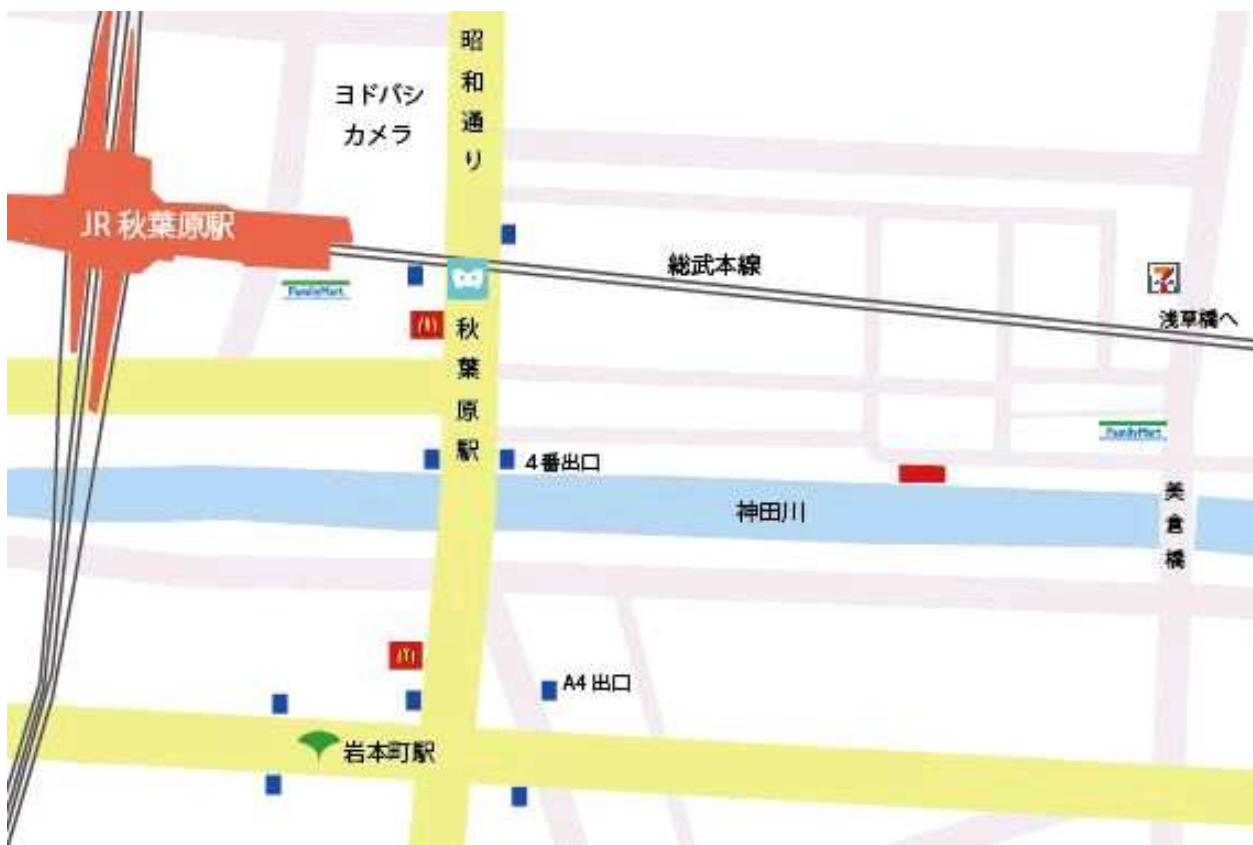 昭和通り
ヨドバシ
カメラ
JR 秋葉原駅
総武本線
FamilyMart
浅草橋へ
秋葉原駅
FamilyMart
4番出口
神田川
美倉橋
A4 出口
岩本町駅